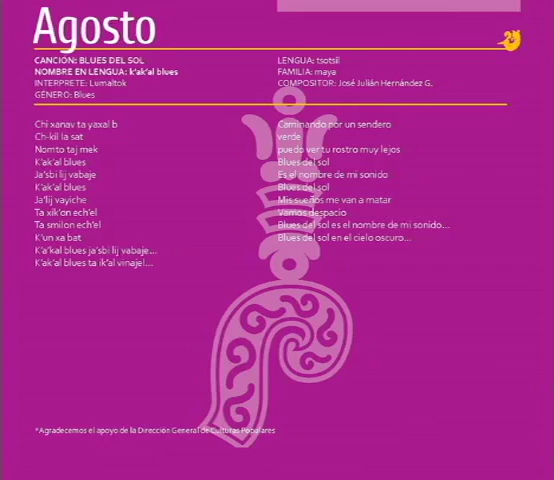 Agosto
CANCIÓN: BLUES DEL SOL
NOMBRE EN LENGUA: k'ak'al blues
INTERPRETE: Lumaltok
GÉNERO: Blues
LENGUA: tsotsil
FAMILIA: maya
COMPOSITOR: José Julián Hernández G.
Chi xanav ta yaxal b
Ch-kil la sat
Nomto taj mek
K'ak'al blues
Ja'sbi lij vabaje
K'ak'al blues
Ja'lij vayiche
Ta xik'on ech'el
Ta smilon ech'el
K'un xa bat
K'a'kal blues ja'sbi lij vabaje...
K'ak'al blues ta ik'al vinajel...
Caminando por un sendero
verde
puedo ver tu rostro muy lejos
Blues del sol
Es el nombre de mi sonido
Blues del sol
Mis sueños me van a matar
Vamos despacio
Blues del sol es el nombre de mi sonido...
Blues del sol en el cielo oscuro...
*Agradecemos el apoyo de la Dirección General de Culturas Populares